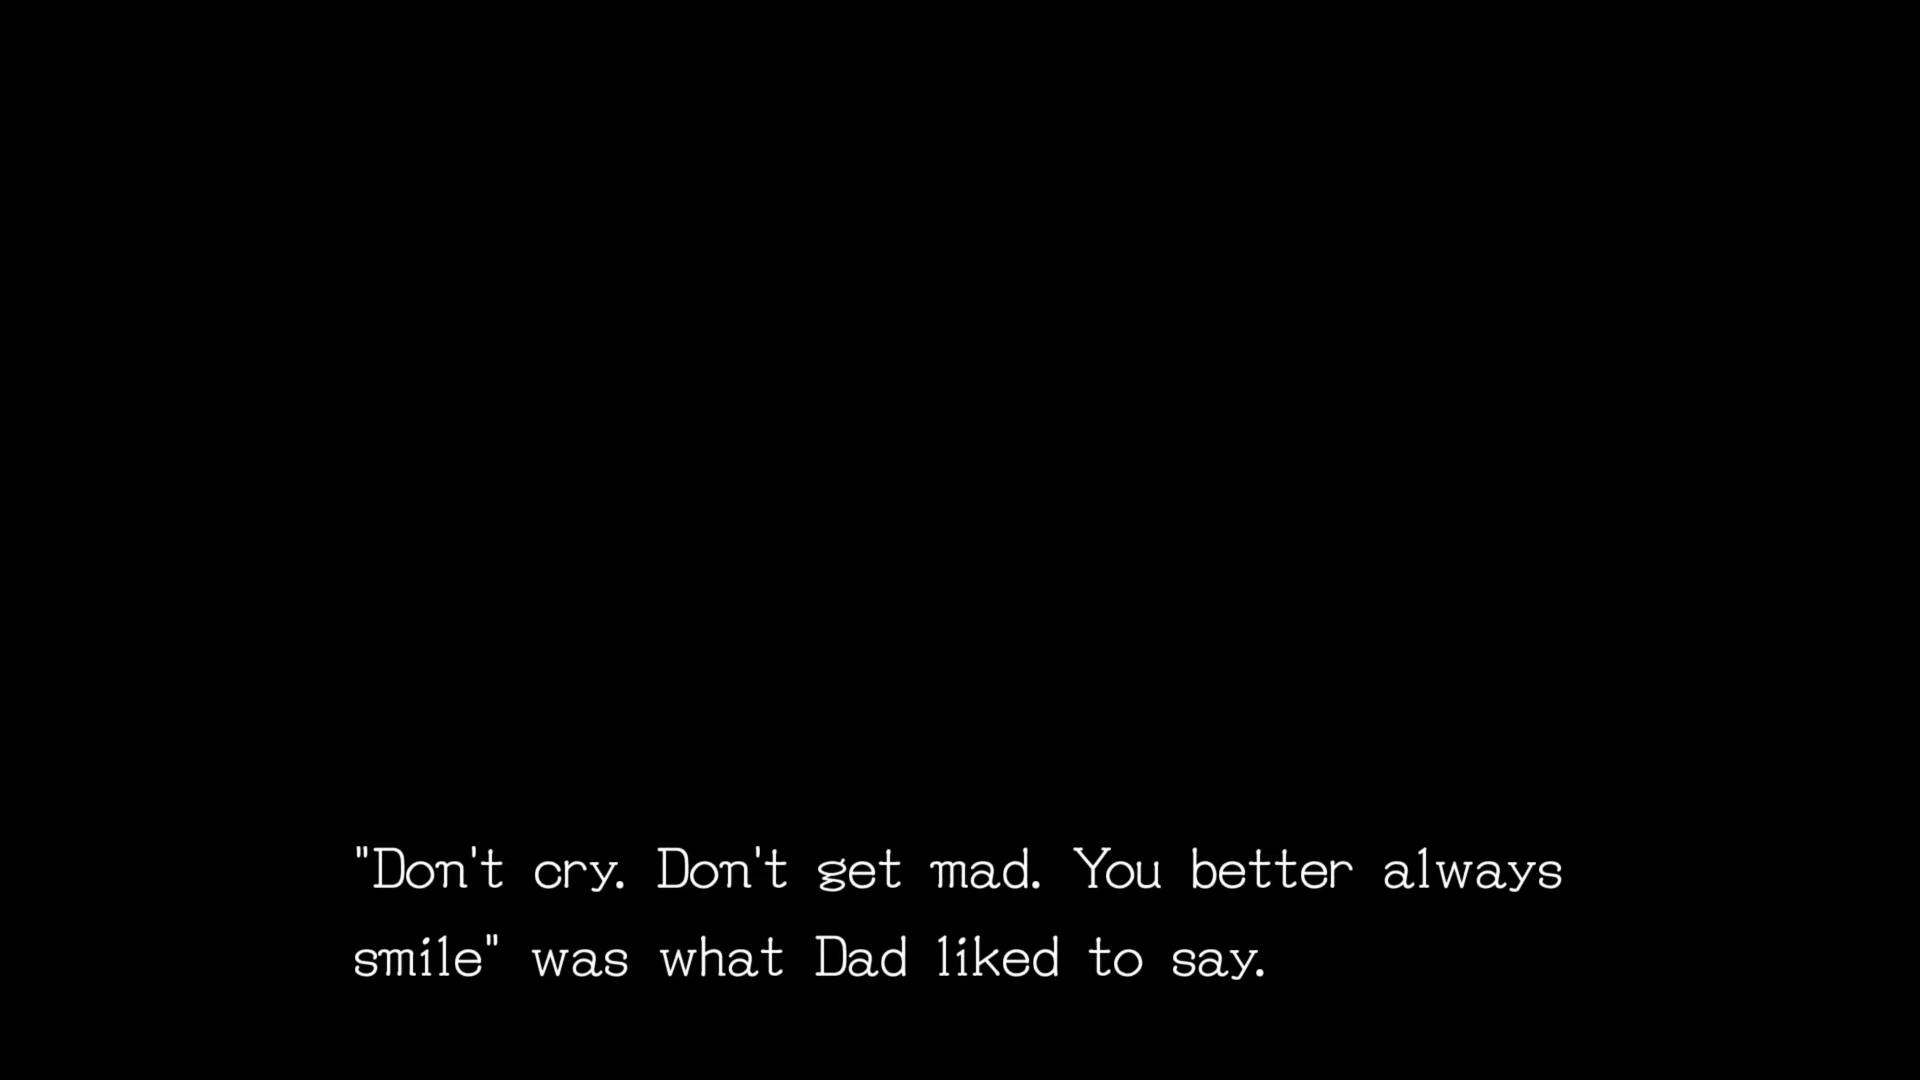 "Don't cry. Don't get mad. You better always
smile" was what Dad liked to say.